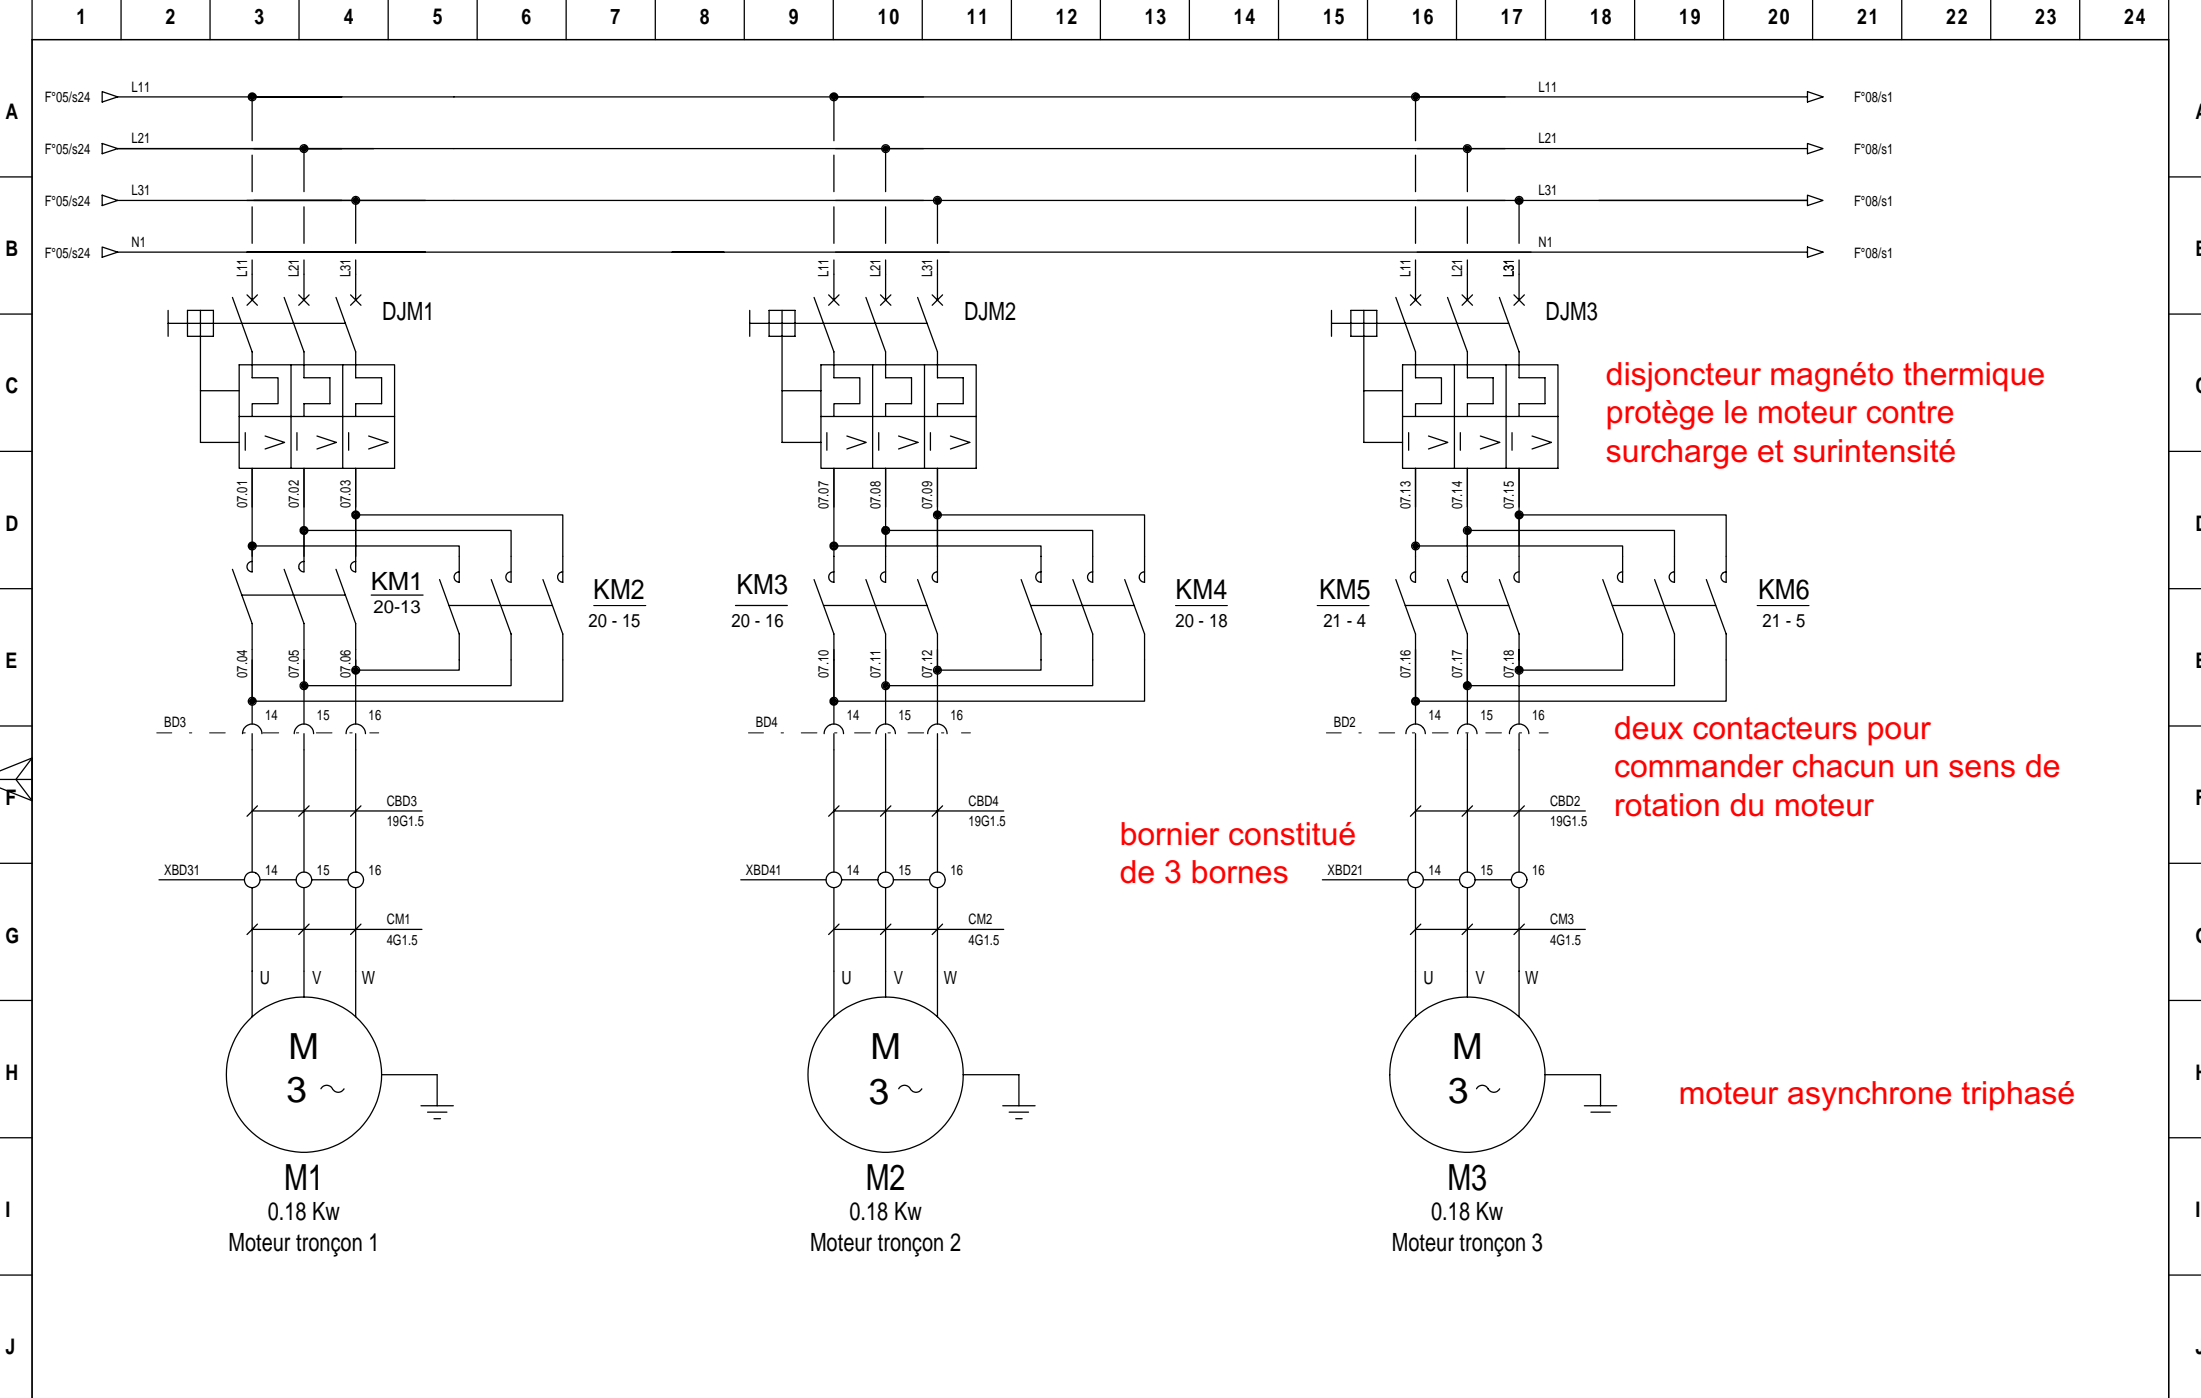 1 2 3 4 5 6 7 8 9 10 11 12 13 14 15 16 17 18 19 20 21 22 23 24
A
F°05/s24 L11 L11 F°08/s1
F°05/s24 L21 L21 F°08/s1
F°05/s24 L31 L31 F°08/s1
B
F°05/s24 N1 N1 F°08/s1
L11 L21 L31 L11 L21 L31 L11 L21 L31
DJM1 DJM2 DJM3
C
disjoncteur magnéto thermique
protège le moteur contre
surcharge et surintensité
I > I > I > I > I > I > I > I > I >
07.01 07.02 07.03 07.07 07.08 07.09 07.13 07.14 07.15
D
KM1 KM2 KM3 KM4 KM5 KM6
20-13 20 - 15 20 - 16 20 - 18 21 - 4 21 - 5
E
07.04 07.05 07.06 07.10 07.11 07.12 07.16 07.17 07.18
BD3 14 15 16 BD4 14 15 16 BD2 14 15 16
deux contacteurs pour
commander chacun un sens de
rotation du moteur
F
CBD3 CBD4 CBD2
19G1.5 19G1.5 19G1.5
bornier constitué
de 3 bornes
XBD31 14 15 16 XBD41 14 15 16 XBD21 14 15 16
G
CM1 CM2 CM3
4G1.5 4G1.5 4G1.5
U V W U V W U V W
H
M M M
3 ~ 3 ~ 3 ~
moteur asynchrone triphasé
M1 M2 M3
I
0.18 Kw 0.18 Kw 0.18 Kw
Moteur tronçon 1 Moteur tronçon 2 Moteur tronçon 3
J